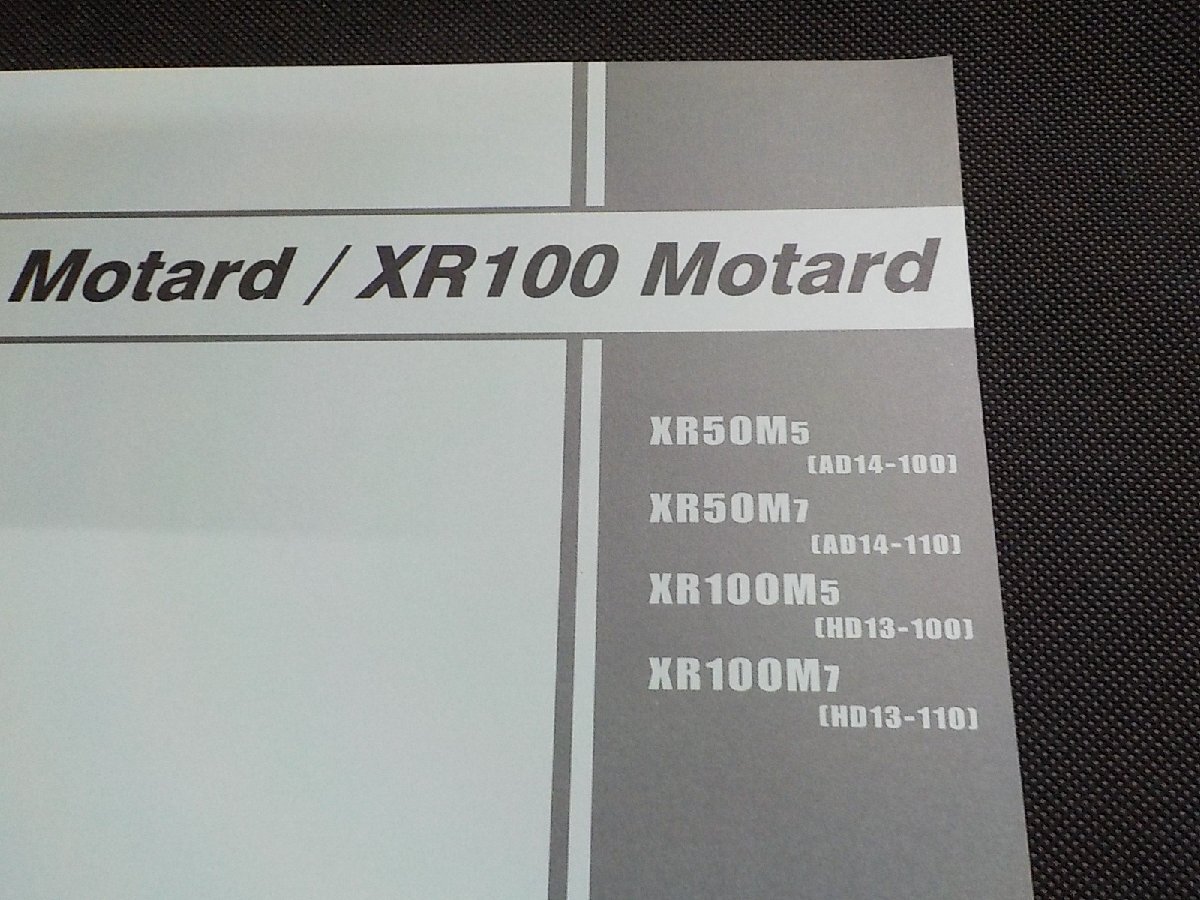 Motard / XR100 Motard
XR50M5
(AD14-100)
XR50M7
(AD14-110)
XR100M5
(HD13-100)
XR100M7
(HD13-110)